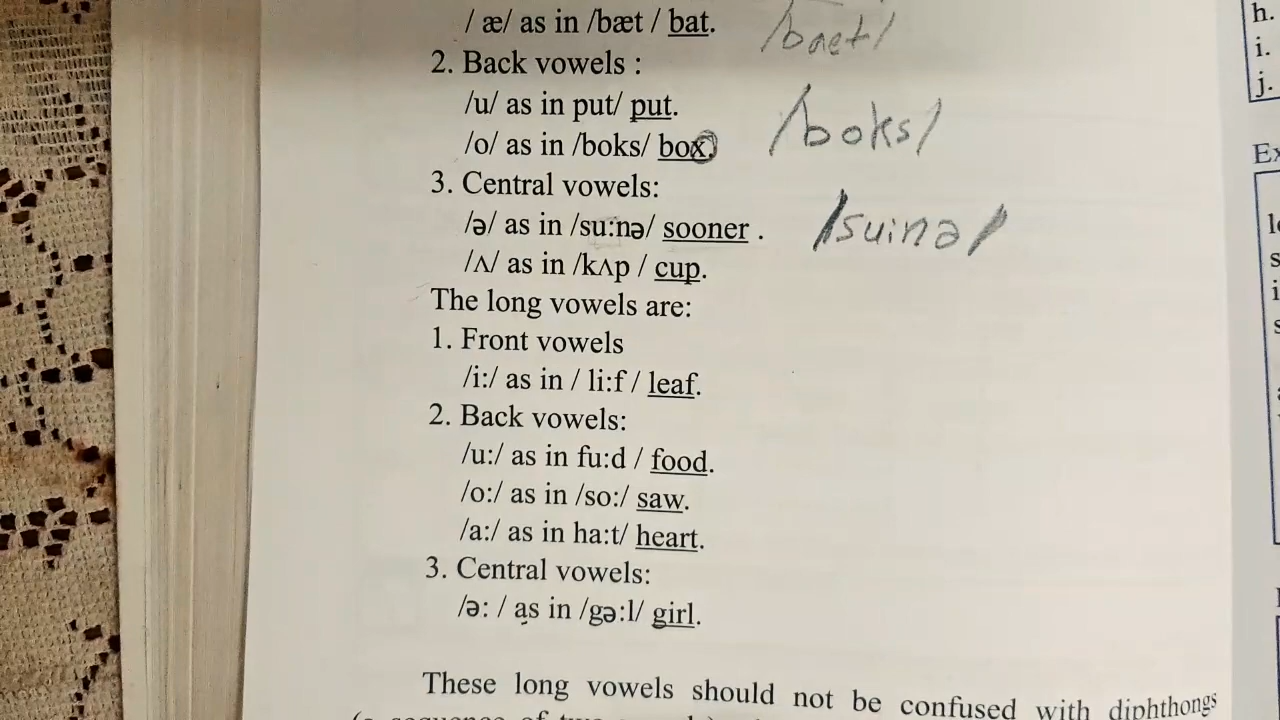 / æ/ as in /bæt / bat.
/baet/
2. Back vowels :
/u/ as in put/ put.
/o/ as in /boks/ box.
/boks/
3. Central vowels:
/ə/ as in /su:nə/ sooner .
/suinə/
/ʌ/ as in /kʌp / cup.
The long vowels are:
1. Front vowels
/i:/ as in / li:f / leaf.
2. Back vowels:
/u:/ as in fu:d / food.
/o:/ as in /so:/ saw.
/a:/ as in ha:t/ heart.
3. Central vowels:
/ə: / as in /gə:l/ girl.
These long vowels should not be confused with diphthongs
h.
i.
j.